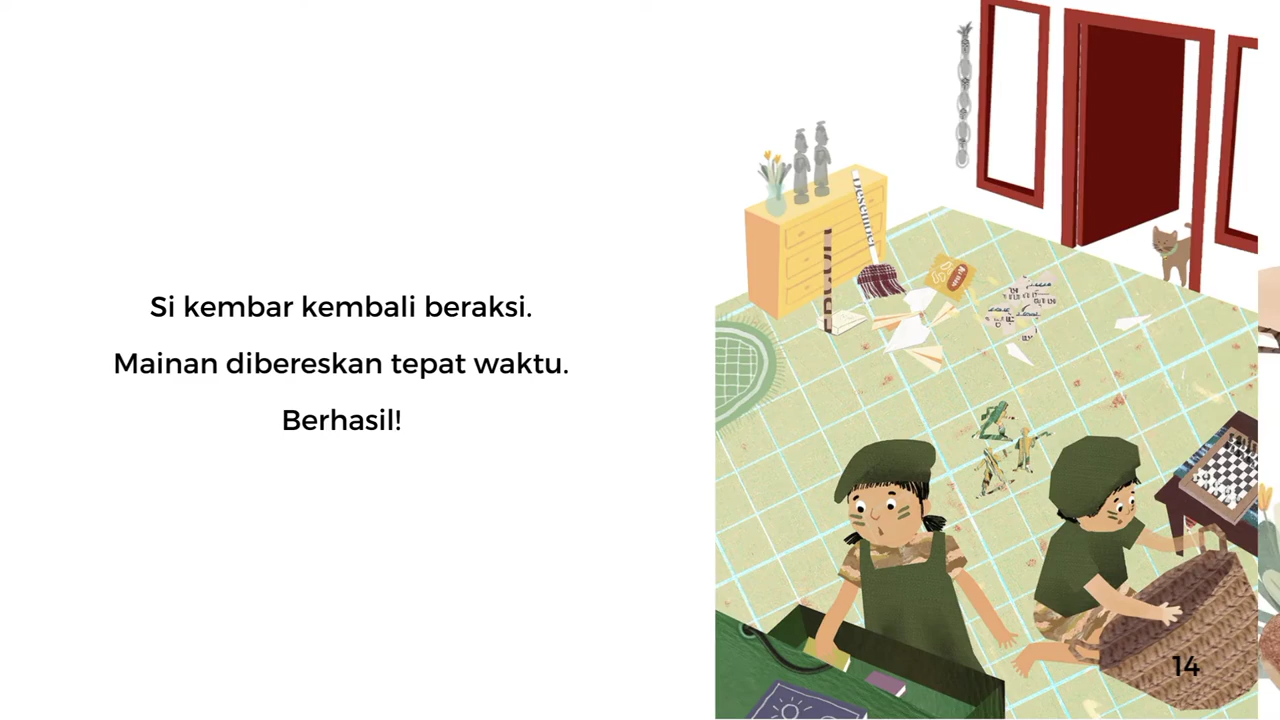 Si kembar kembali beraksi.
Mainan dibereskan tepat waktu.
Berhasil!
14